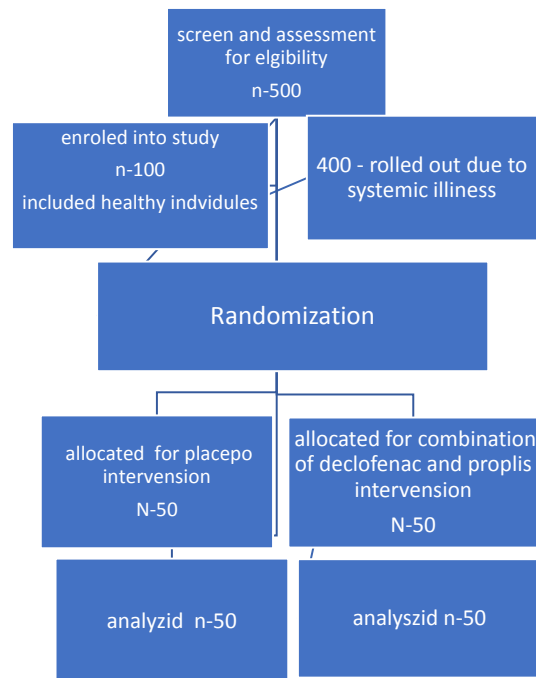 screen and assessment
for elgibility
n-500
enroled into study
n-100
included healthy indvidules
400 - rolled out due to
systemic illiness
Randomization
allocated for placepo
intervension
N-50
allocated for combination
of declofenac and proplis
intervension
N-50
analyzid n-50
analyszid n-50